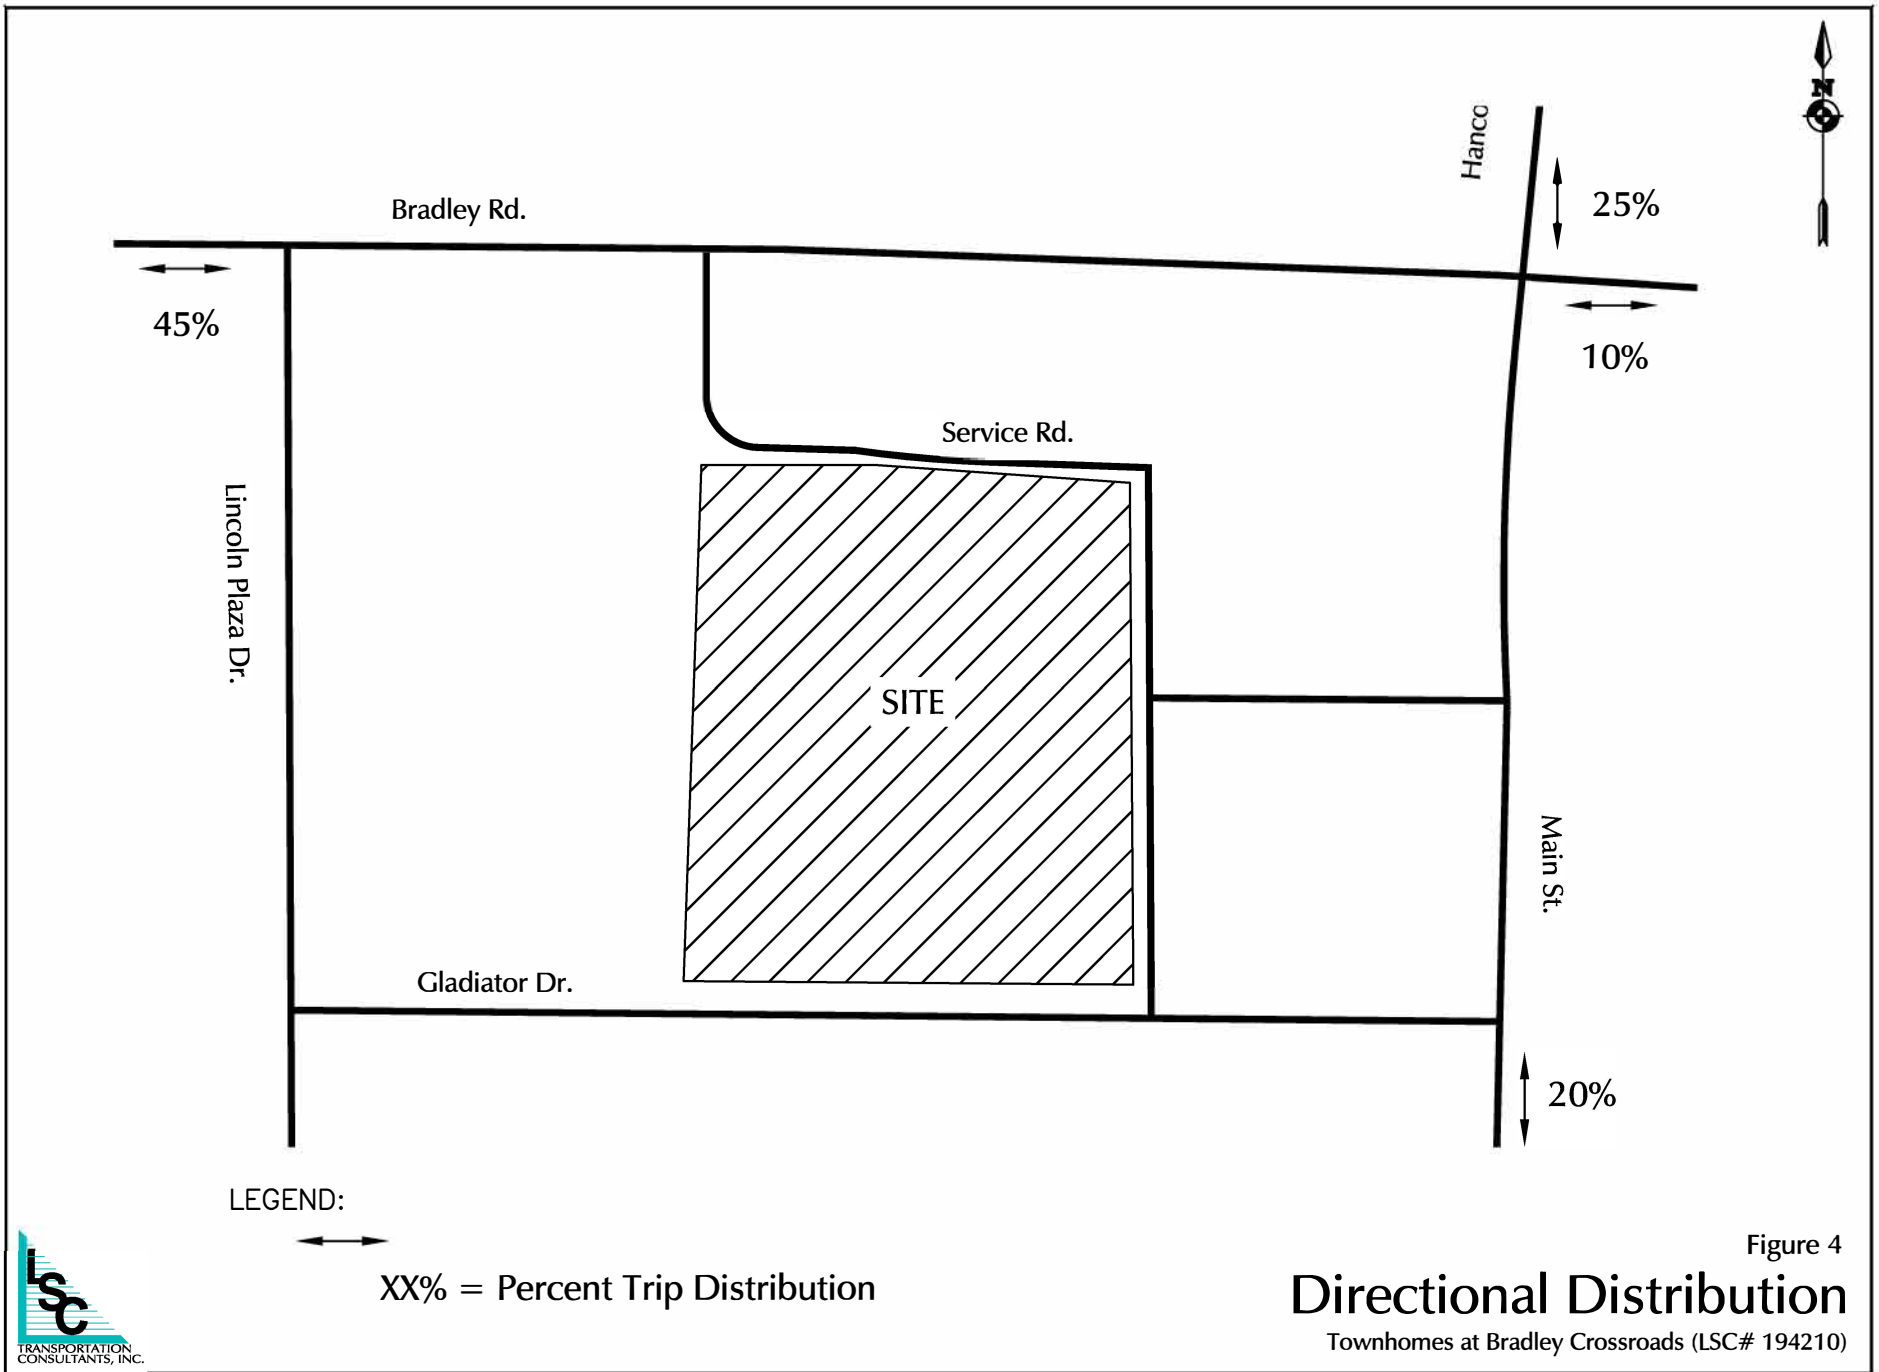 N
Hanco
25%
Bradley Rd.
45%
10%
Service Rd.
Lincoln Plaza Dr.
SITE
Main St.
Gladiator Dr.
20%
LEGEND:
XX% = Percent Trip Distribution
Figure 4
Directional Distribution
Townhomes at Bradley Crossroads (LSC# 194210)
LSC
TRANSPORTATION
CONSULTANTS, INC.